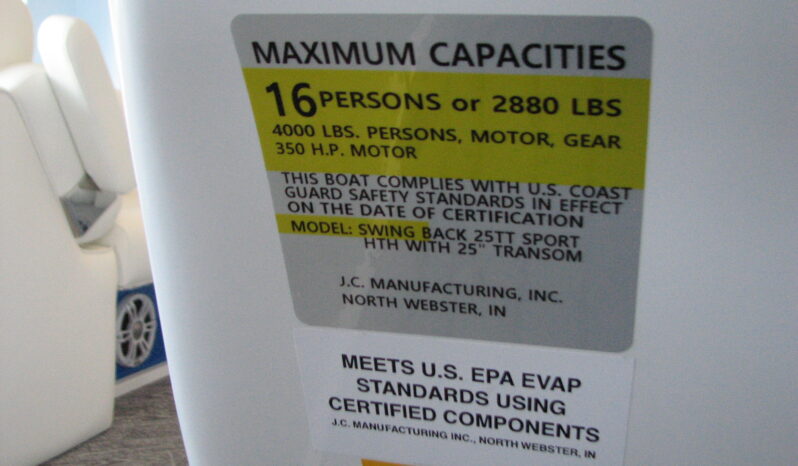 MAXIMUM CAPACITIES
16 PERSONS or 2880 LBS
4000 LBS. PERSONS, MOTOR, GEAR
350 H.P. MOTOR
THIS BOAT COMPLIES WITH U.S. COAST
GUARD SAFETY STANDARDS IN EFFECT
ON THE DATE OF CERTIFICATION
MODEL: SWING BACK 25TT SPORT
HTH WITH 25" TRANSOM
J.C. MANUFACTURING, INC.
NORTH WEBSTER, IN
MEETS U.S. EPA EVAP
STANDARDS USING
CERTIFIED COMPONENTS
J.C. MANUFACTURING INC., NORTH WEBSTER, IN